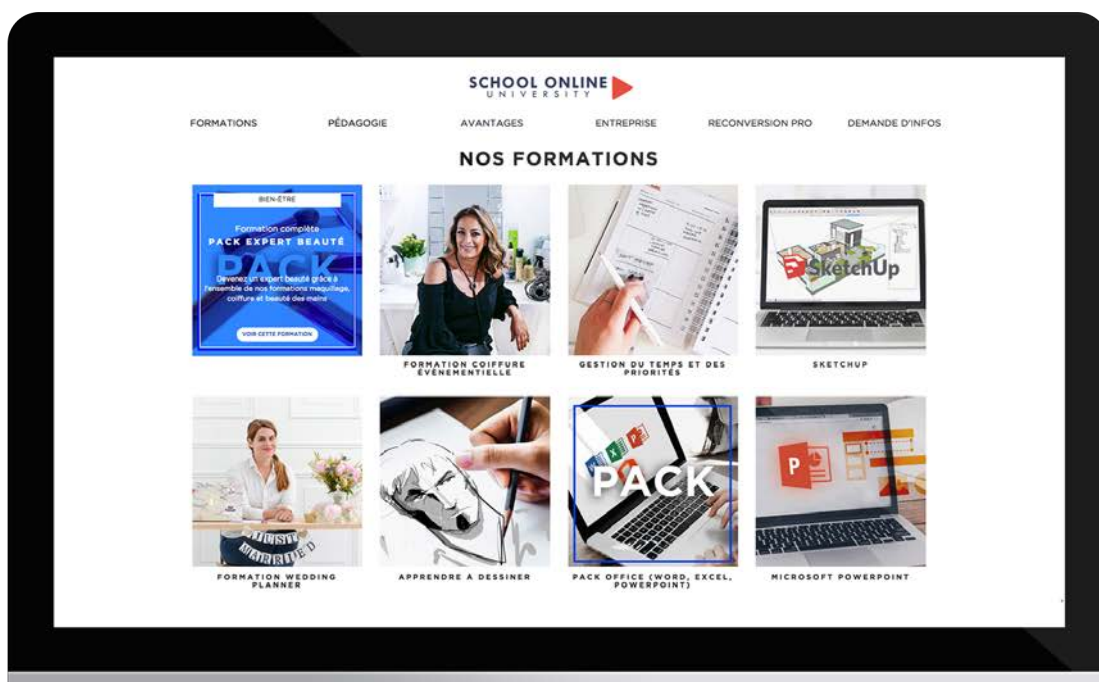 SCHOOL ONLINE
UNIVERSITY
FORMATIONS PÉDAGOGIE AVANTAGES ENTREPRISE RECONVERSION PRO DEMANDE D'INFOS
NOS FORMATIONS
BIEN-ÊTRE
Formation complète
PACK EXPERT BEAUTÉ
PACK
Devenez un expert beauté grâce à
l'ensemble de nos formations maquillage,
coiffure et beauté des mains
VOIR CETTE FORMATION
SketchUp
FORMATION COIFFURE
ÉVÉNEMENTIELLE
GESTION DU TEMPS ET DES
PRIORITÉS
SKETCHUP
JUST
MARRIED
PACK
P
FORMATION WEDDING
PLANNER
APPRENDRE À DESSINER
PACK OFFICE (WORD, EXCEL,
POWERPOINT)
MICROSOFT POWERPOINT